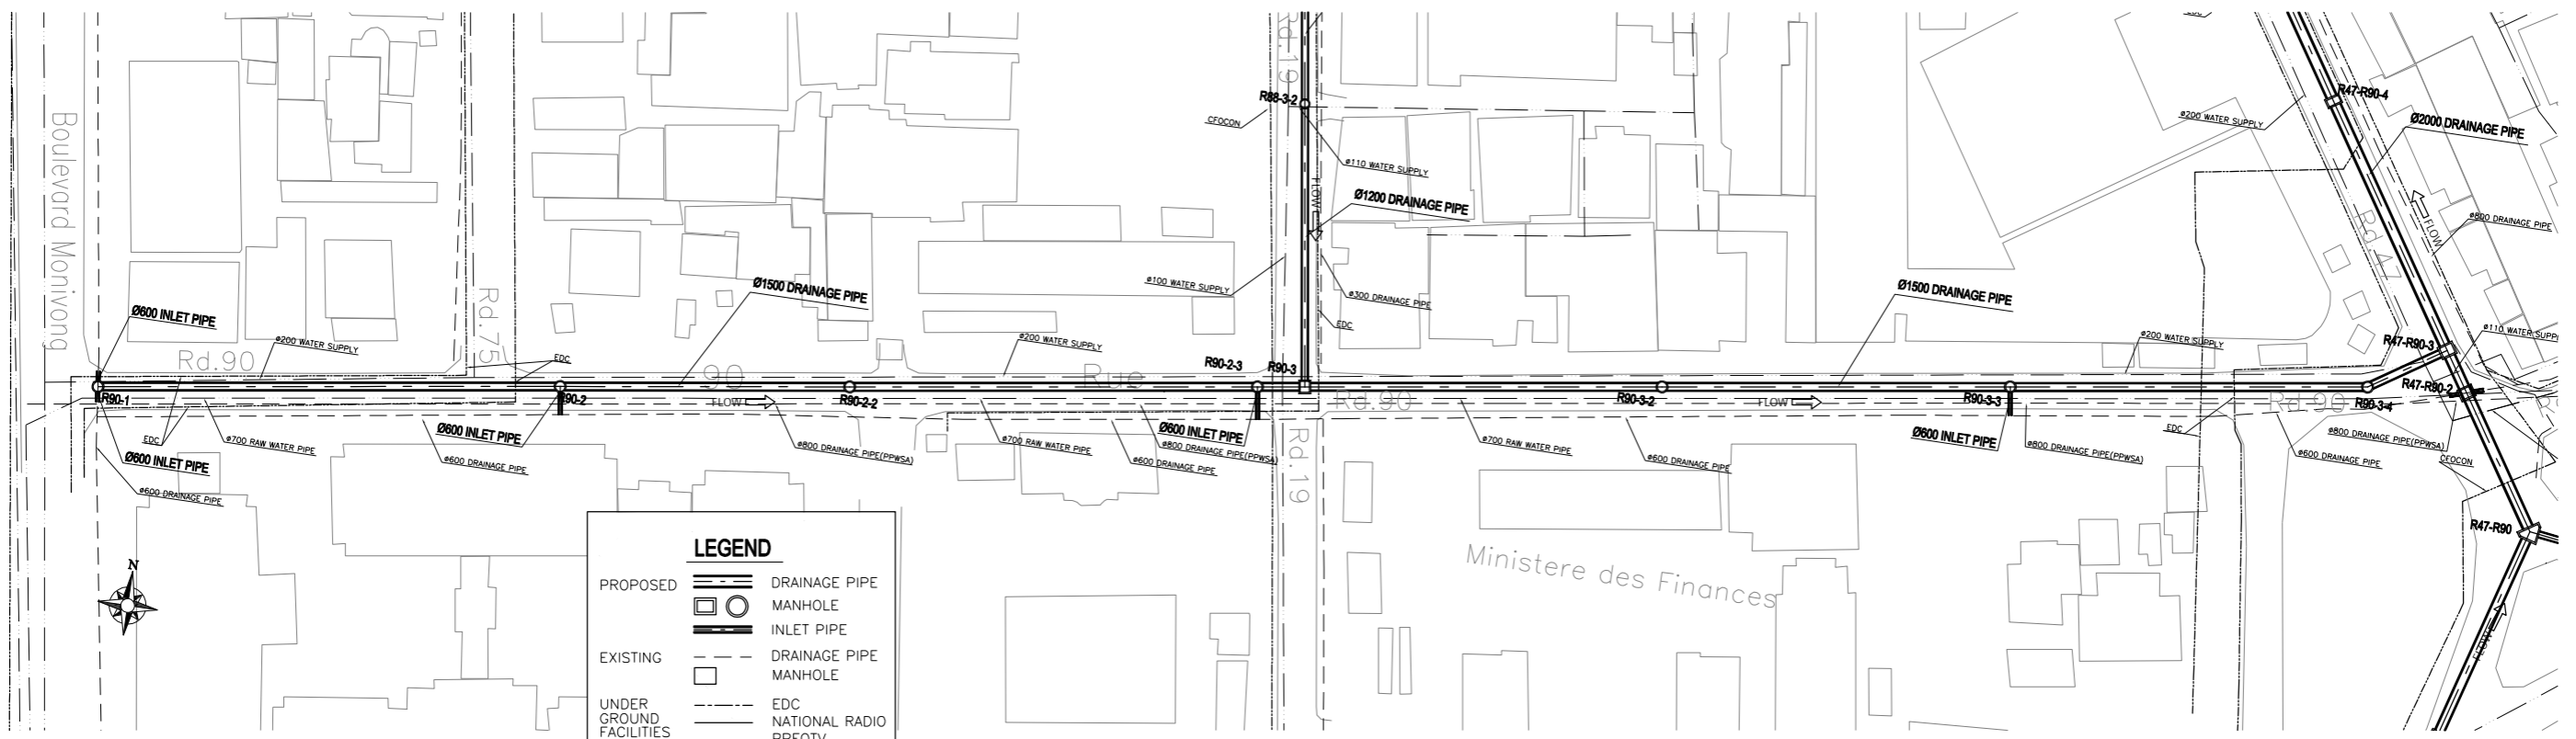 Boulevard Monivong
Ø600 INLET PIPE
ø200 WATER SUPPLY
Rd.90
Rd.75
EDC
R90-1
EDC
ø700 RAW WATER PIPE
Ø600 INLET PIPE
ø600 DRAINAGE PIPE
N
R90-2
Ø600 INLET PIPE
ø600 DRAINAGE PIPE
Ø1500 DRAINAGE PIPE
90
FLOW
R90-2-2
ø800 DRAINAGE PIPE(PPWSA)
ø200 WATER SUPPLY
Rue
ø700 RAW WATER PIPE
ø100 WATER SUPPLY
R90-2-3
R90-3
Ø600 INLET PIPE
ø800 DRAINAGE PIPE(PPWSA)
ø600 DRAINAGE PIPE
Rd.19
R88-3-2
CFOCON
ø110 WATER SUPPLY
FLOW
Ø1200 DRAINAGE PIPE
ø300 DRAINAGE PIPE
EDC
Rd.90
Rd.19
ø700 RAW WATER PIPE
R90-3-2
ø600 DRAINAGE PIPE
FLOW
Ø1500 DRAINAGE PIPE
R90-3-3
Ø600 INLET PIPE
ø800 DRAINAGE PIPE(PPWSA)
ø200 WATER SUPPLY
EDC
Rd.90
R90-3-4
ø800 DRAINAGE PIPE(PPWSA)
ø600 DRAINAGE PIPE
CFOCON
EDC
ø200 WATER SUPPLY
R47-R90-4
Ø2000 DRAINAGE PIPE
FLOW
ø800 DRAINAGE PIPE
R47-R90-3
ø110 WATER SUPP
R47-R90-2
R47-R90
FLOW
Ministere des Finances
LEGEND
PROPOSED
DRAINAGE PIPE
MANHOLE
INLET PIPE
EXISTING
DRAINAGE PIPE
MANHOLE
UNDER
GROUND
FACILITIES
EDC
NATIONAL RADIO